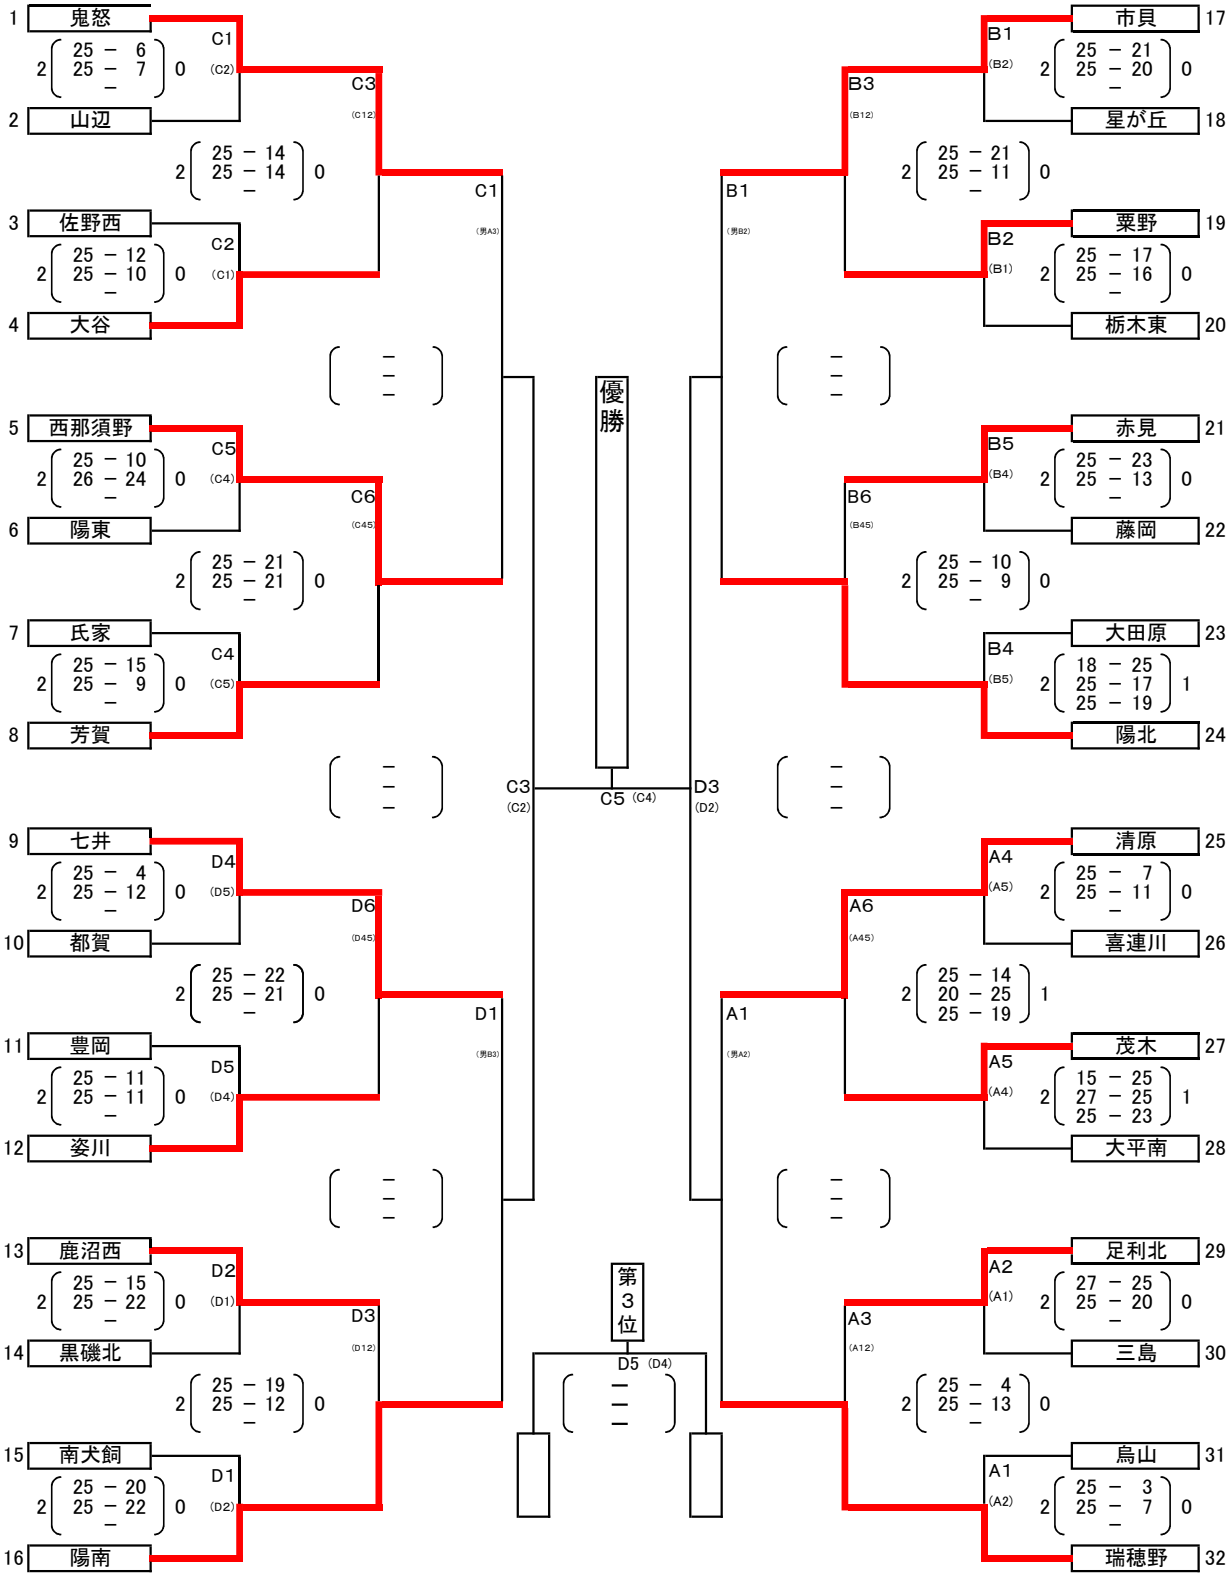 1 鬼怒
C1
(C2)
2 25 − 6 0
25 − 7
−
2 山辺
C3
(C12)
2 25 − 14 0
25 − 14
−
3 佐野西
C2
(C1)
2 25 − 12 0
25 − 10
−
4 大谷
C1
(男A3)
−
−
−
5 西那須野
C5
(C4)
2 25 − 10 0
26 − 24
−
6 陽東
C6
(C45)
2 25 − 21 0
25 − 21
−
7 氏家
C4
(C5)
2 25 − 15 0
25 − 9
−
8 芳賀
−
−
−
C3
(C2)
9 七井
D4
(D5)
2 25 − 4 0
25 − 12
−
10 都賀
D6
(D45)
2 25 − 22 0
25 − 21
−
11 豊岡
D5
(D4)
2 25 − 11 0
25 − 11
−
12 姿川
D1
(男B3)
−
−
−
13 鹿沼西
D2
(D1)
2 25 − 15 0
25 − 22
−
14 黒磯北
D3
(D12)
2 25 − 19 0
25 − 12
−
15 南犬飼
D1
(D2)
2 25 − 20 0
25 − 22
−
16 陽南
優勝
C5 (C4)
第3位
D5 (D4)
−
−
−
市貝 17
B1
(B2)
2 25 − 21 0
25 − 20
−
星が丘 18
B3
(B12)
2 25 − 21 0
25 − 11
−
粟野 19
B2
(B1)
2 25 − 17 0
25 − 16
−
栃木東 20
B1
(男B2)
−
−
−
赤見 21
B5
(B4)
2 25 − 23 0
25 − 13
−
藤岡 22
B6
(B45)
2 25 − 10 0
25 − 9
−
大田原 23
B4
(B5)
2 18 − 25 1
25 − 17
25 − 19
陽北 24
−
−
−
D3
(D2)
清原 25
A4
(A5)
2 25 − 7 0
25 − 11
−
喜連川 26
A6
(A45)
2 25 − 14 1
20 − 25
25 − 19
茂木 27
A5
(A4)
2 15 − 25 1
27 − 25
25 − 23
大平南 28
A1
(男A2)
−
−
−
足利北 29
A2
(A1)
2 27 − 25 0
25 − 20
−
三島 30
A3
(A12)
2 25 − 4 0
25 − 13
−
烏山 31
A1
(A2)
2 25 − 3 0
25 − 7
−
瑞穂野 32